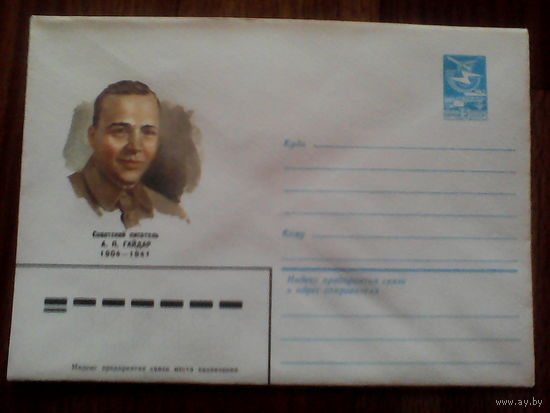 Советский писатель
А. П. ГАЙДАР
1904—1941
Куда
Кому
Индекс предприятия связи
и адрес отправителя
Индекс предприятия связи места назначения
www.ay.by